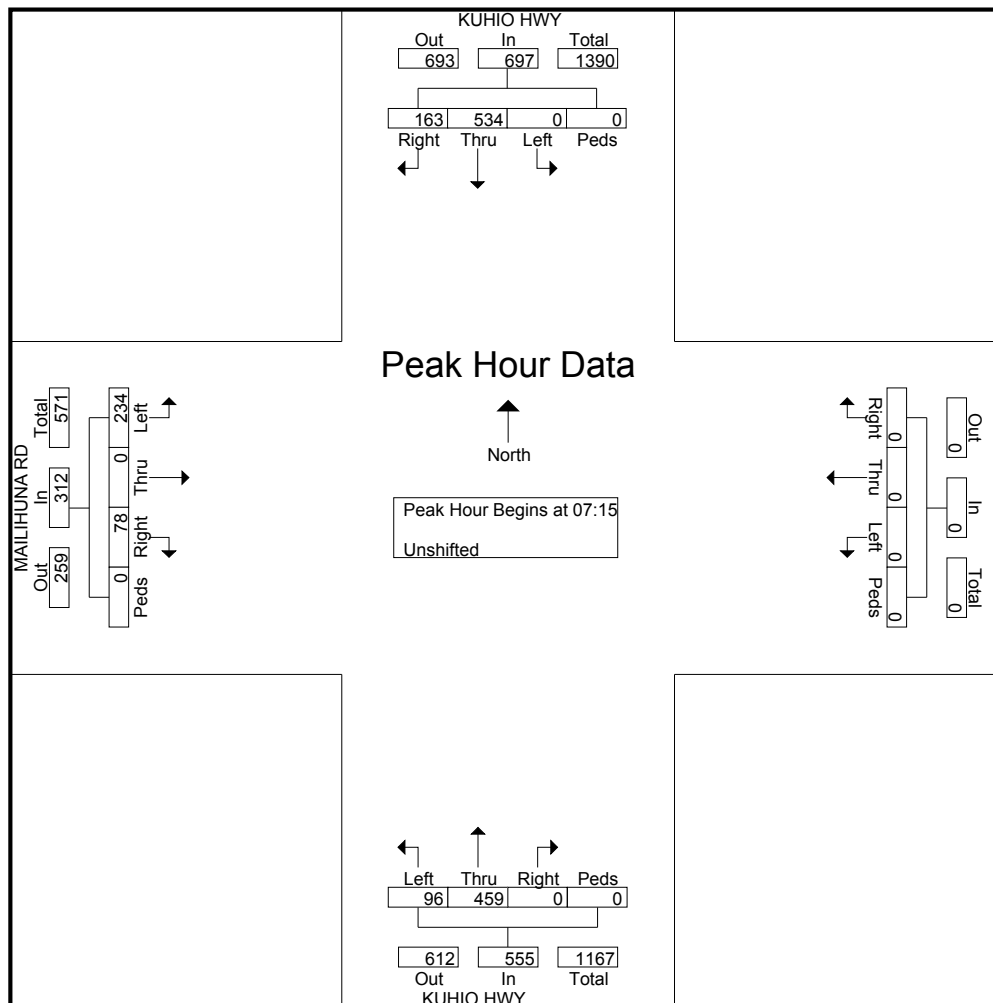 KUHIO HWY
Out In Total
693 697 1390
163 534 0 0
Right Thru Left Peds
Peak Hour Data
North
Peak Hour Begins at 07:15
Unshifted
MAILIHUNA RD
Total In Out
571 312 259
234 0 78 0
Left Thru Right Peds
Right Thru Left Peds
0 0 0 0
Out In Total
0 0 0
Left Thru Right Peds
96 459 0 0
612 555 1167
Out In Total
KUHIO HWY